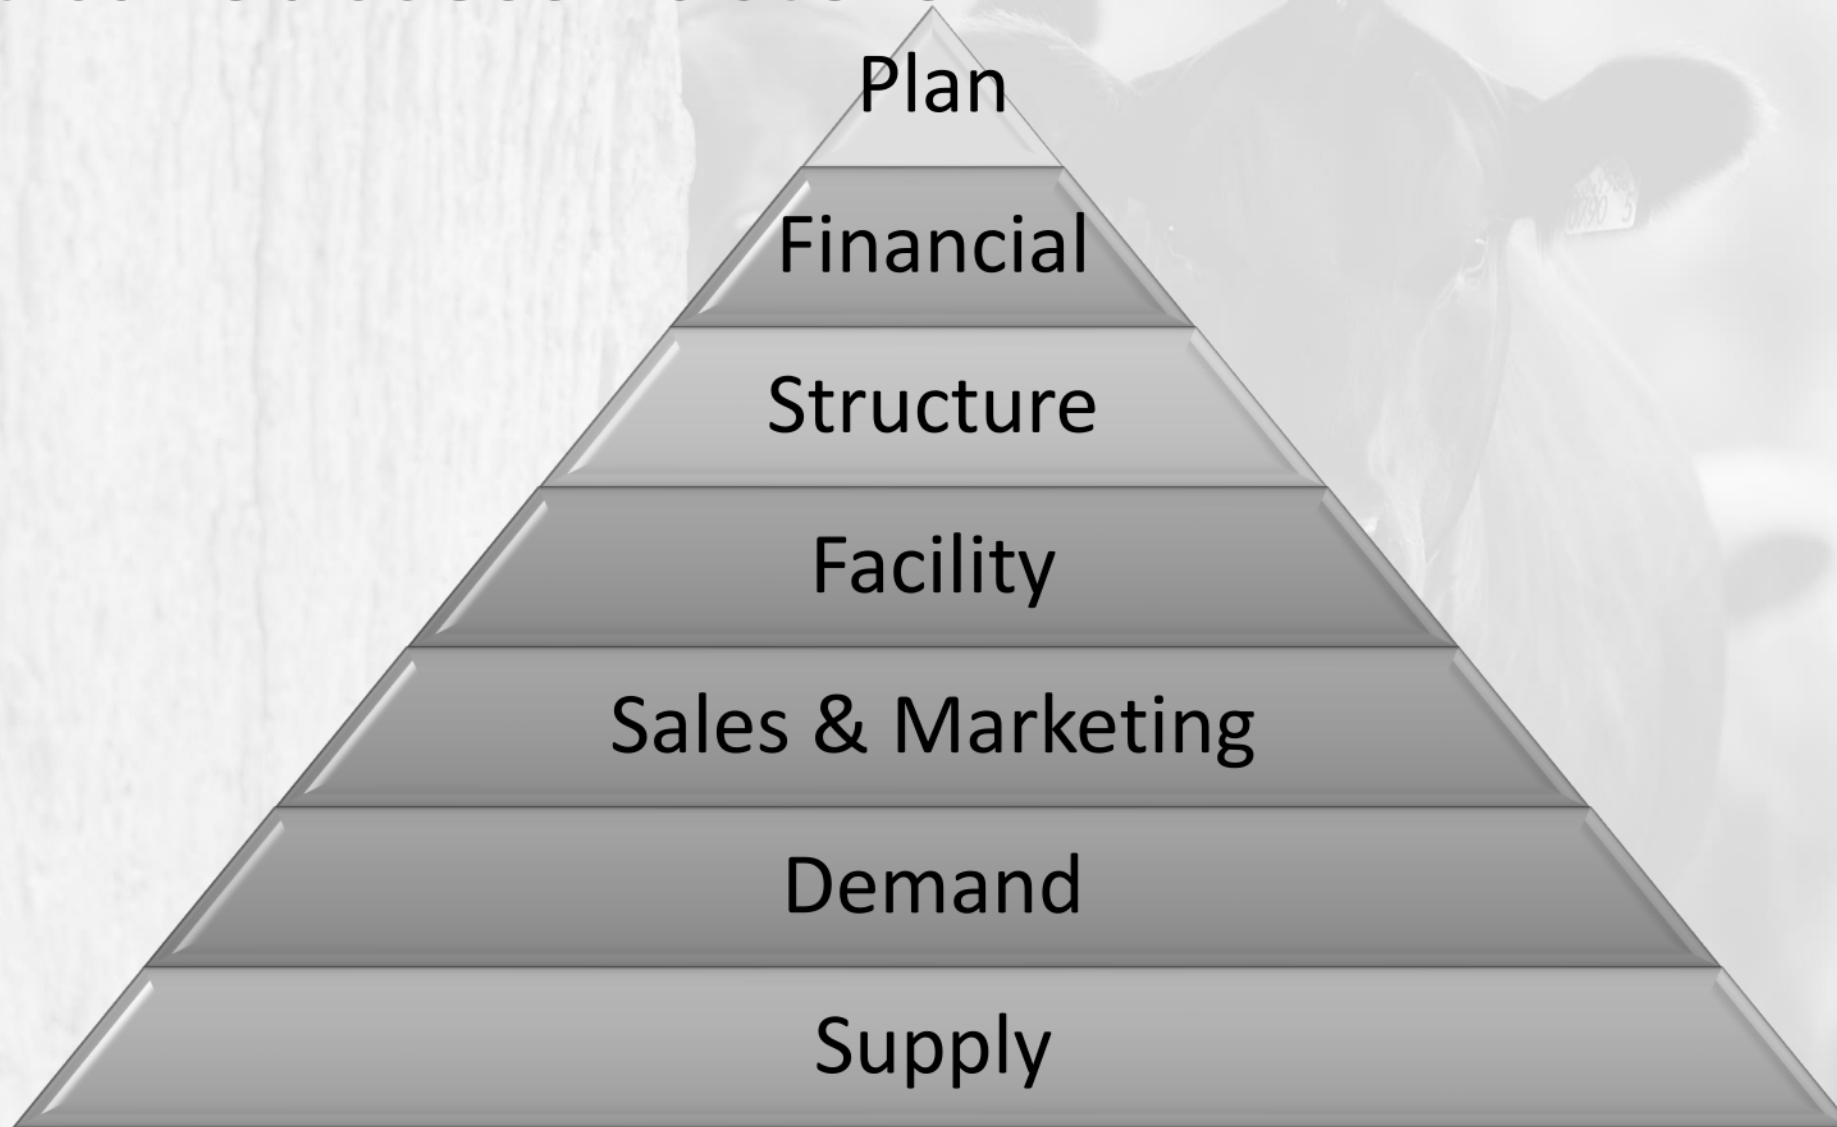 Plan
Financial
Structure
Facility
Sales & Marketing
Demand
Supply